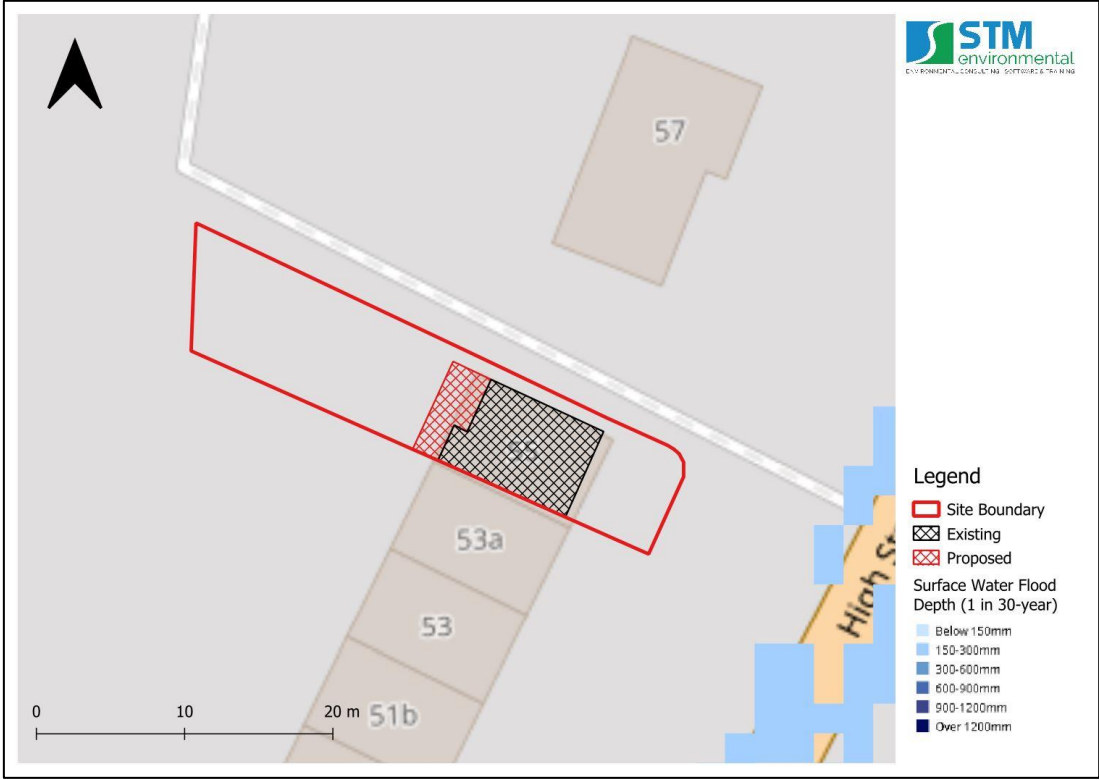 STM
environmental
ENVIRONMENTAL CONSULTING, SOFTWARE & TRAINING
57
55
53a
53
51b
High St
0 10 20 m
Legend
Site Boundary
Existing
Proposed
Surface Water Flood
Depth (1 in 30-year)
Below 150mm
150-300mm
300-600mm
600-900mm
900-1200mm
Over 1200mm